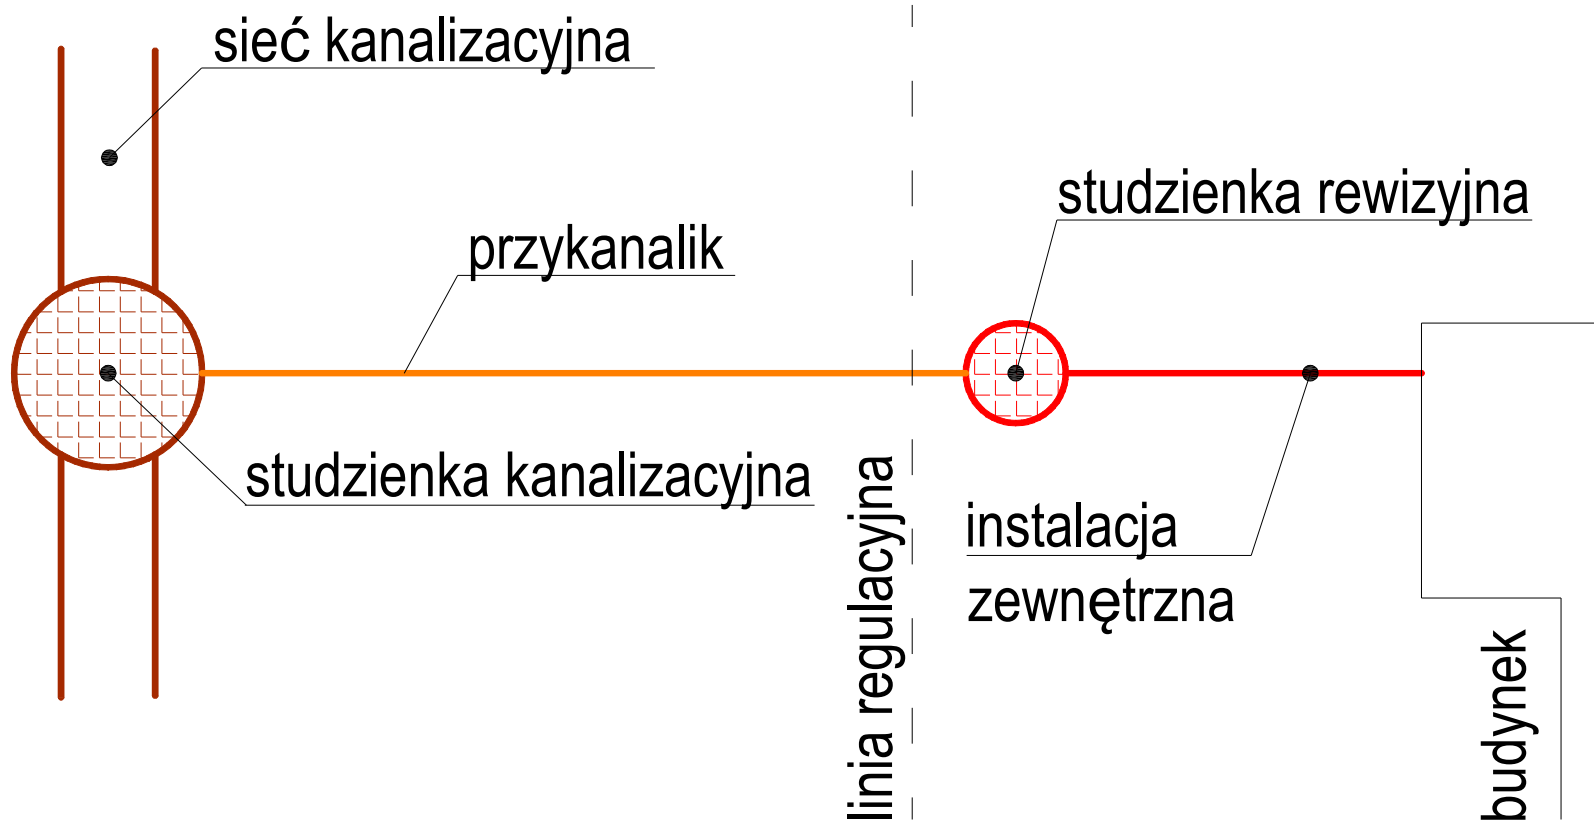 sieć kanalizacyjna
studzienka rewizyjna
przykanalik
studzienka kanalizacyjna
linia regulacyjna
instalacja
zewnętrzna
budynek